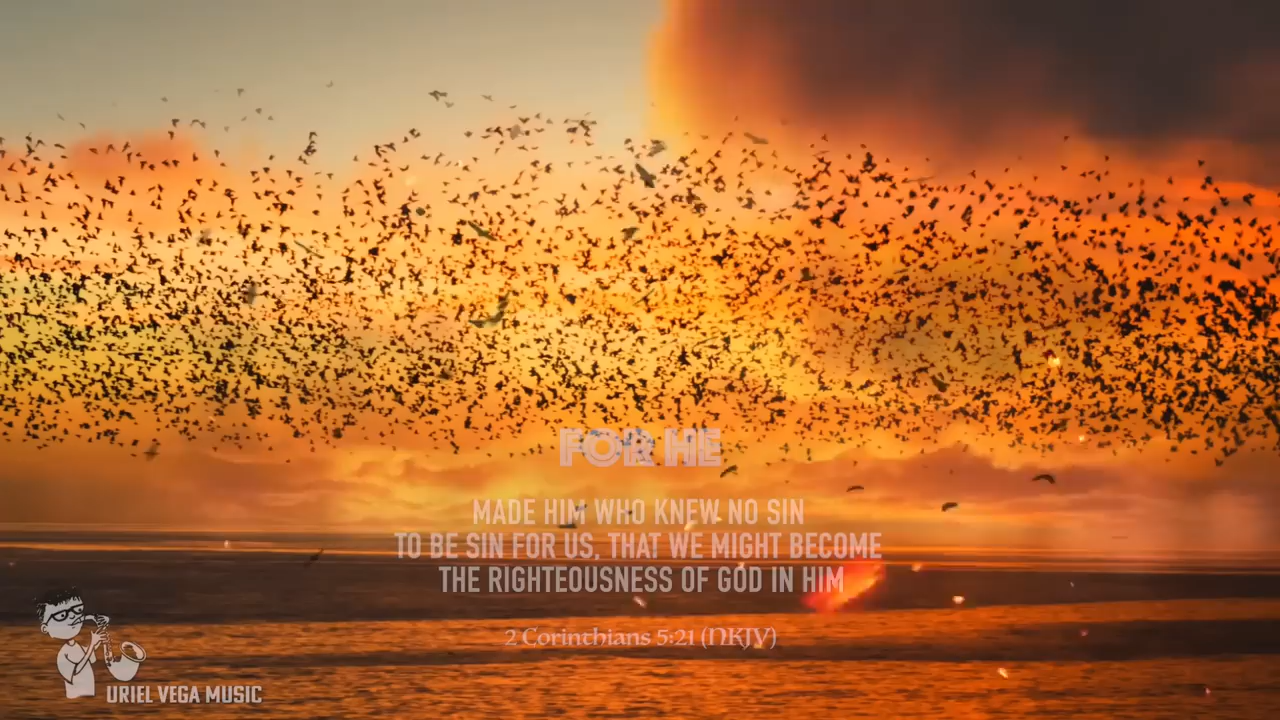 FOR HE
MADE HIM WHO KNEW NO SIN
TO BE SIN FOR US, THAT WE MIGHT BECOME
THE RIGHTEOUSNESS OF GOD IN HIM
2 Corinthians 5:21 (NKJV)
URIEL VEGA MUSIC